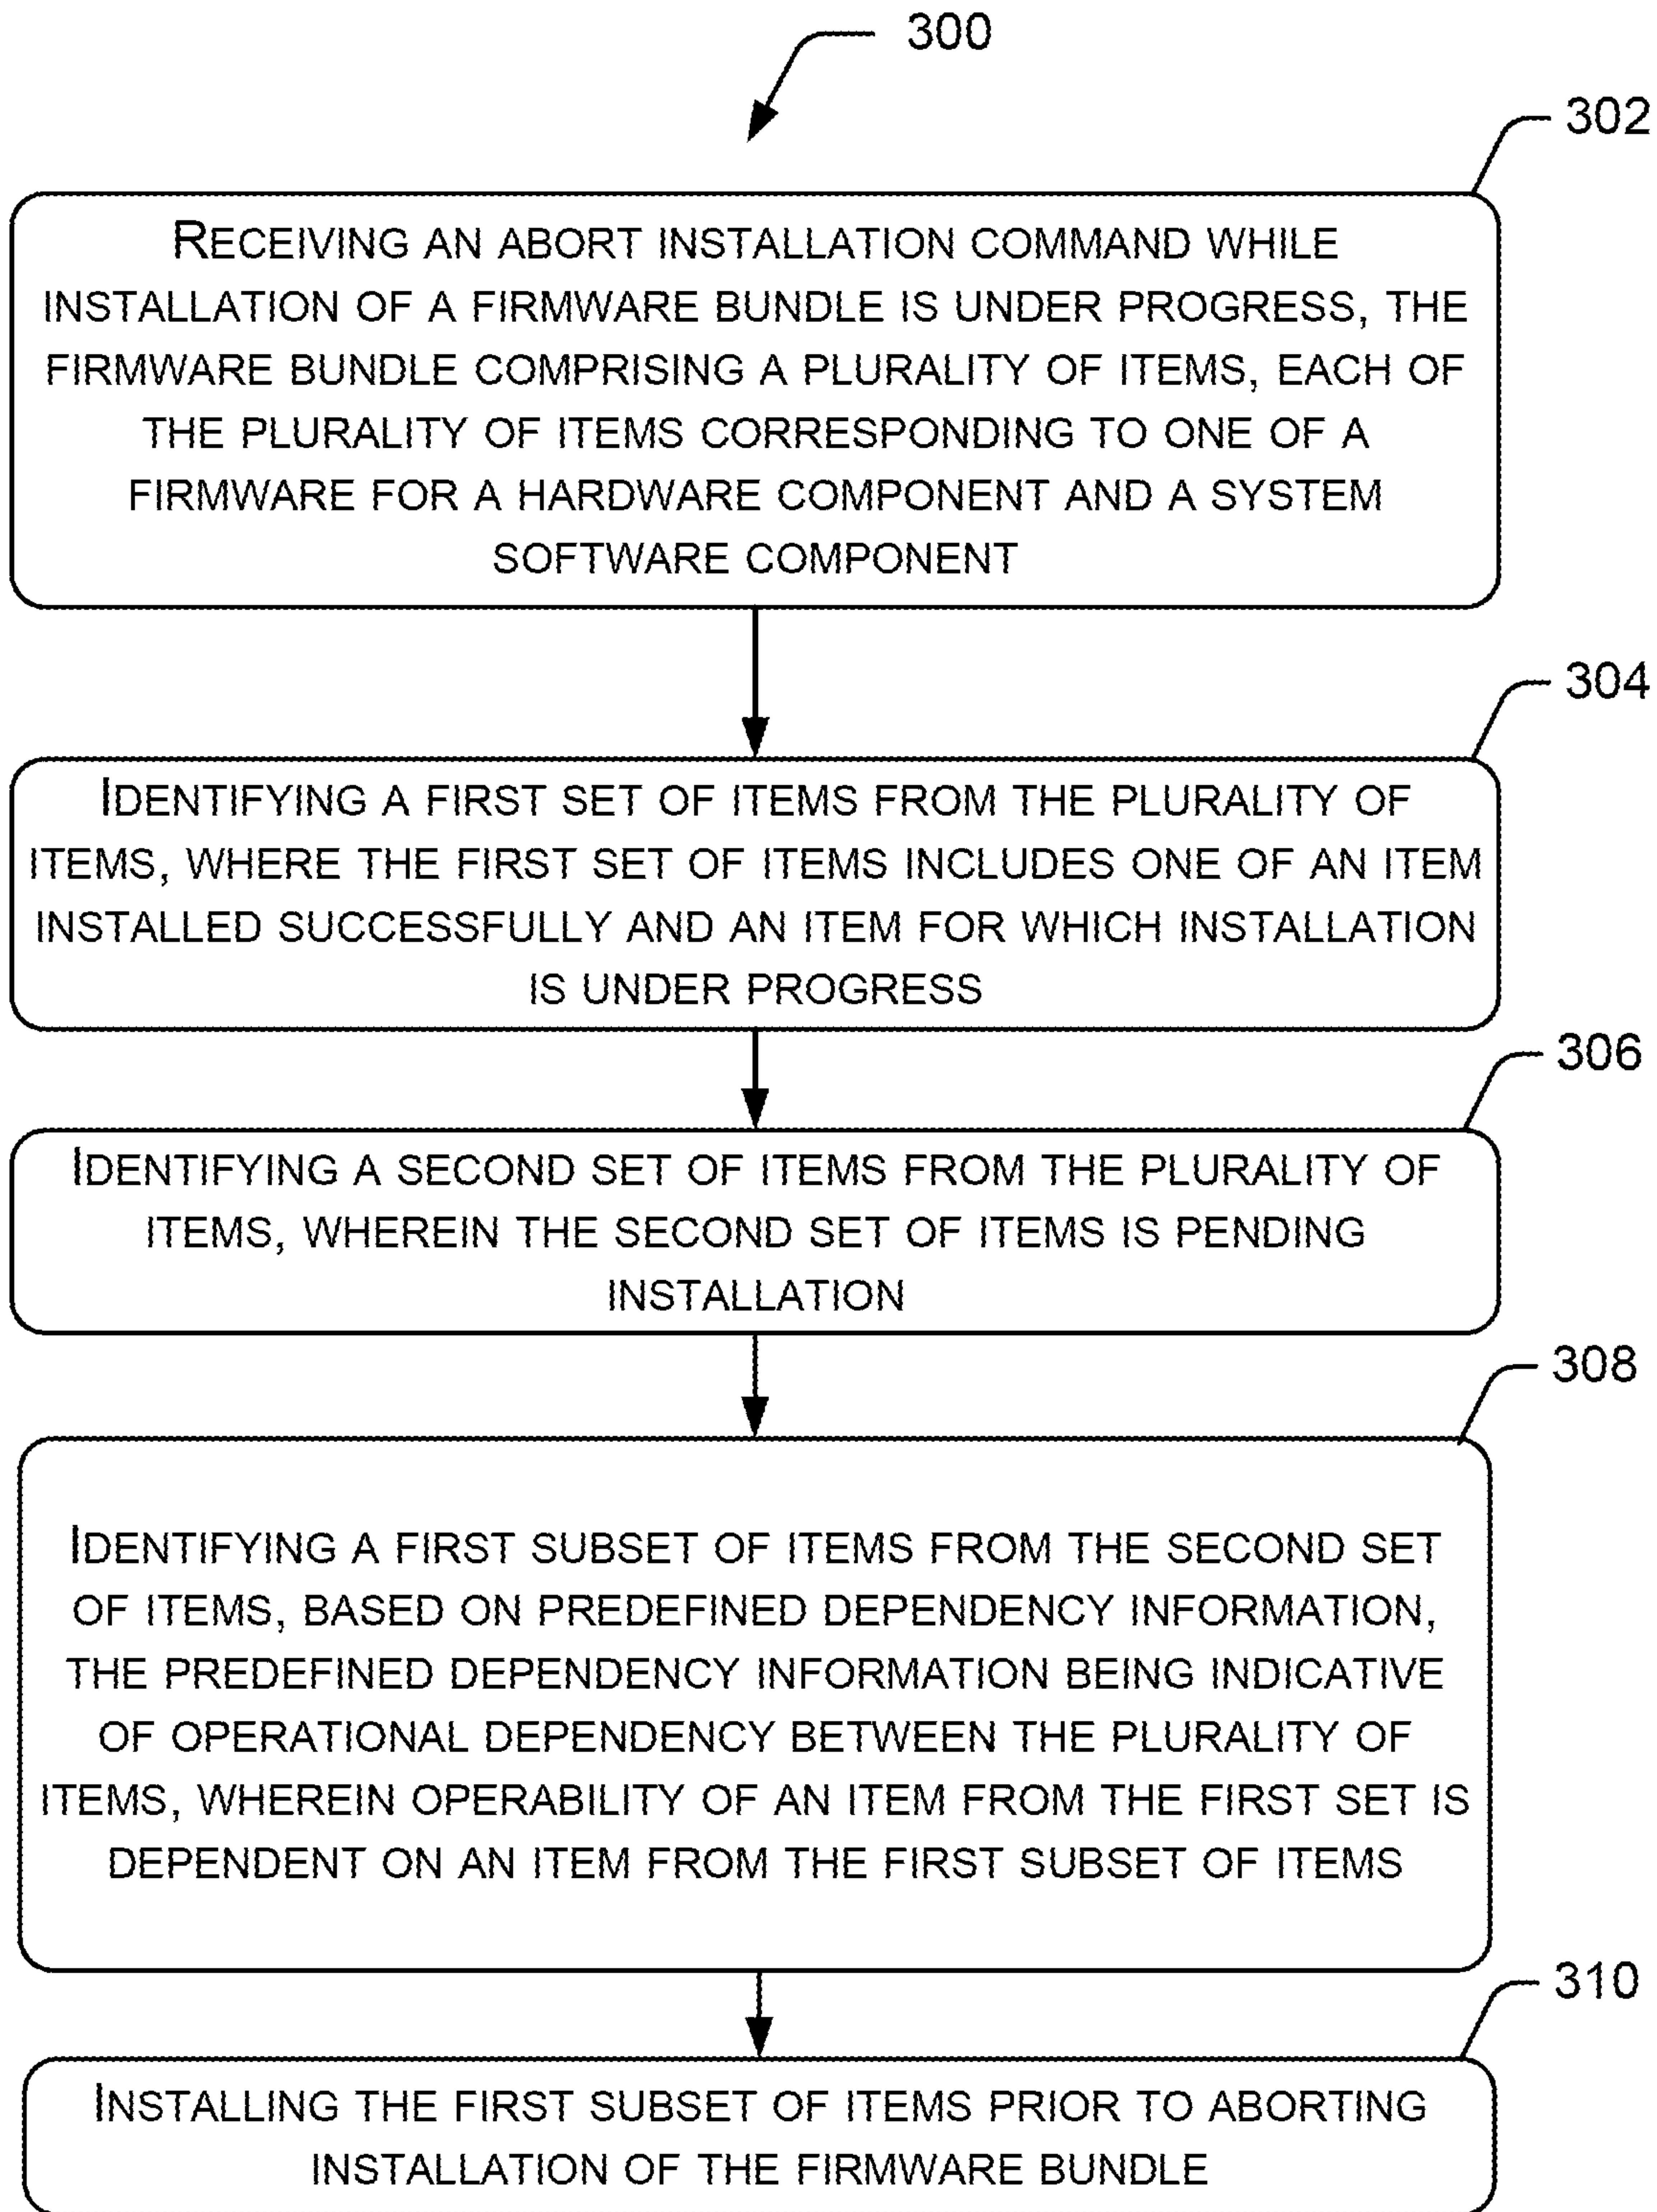 300
302
RECEIVING AN ABORT INSTALLATION COMMAND WHILE
INSTALLATION OF A FIRMWARE BUNDLE IS UNDER PROGRESS, THE
FIRMWARE BUNDLE COMPRISING A PLURALITY OF ITEMS, EACH OF
THE PLURALITY OF ITEMS CORRESPONDING TO ONE OF A
FIRMWARE FOR A HARDWARE COMPONENT AND A SYSTEM
SOFTWARE COMPONENT
304
IDENTIFYING A FIRST SET OF ITEMS FROM THE PLURALITY OF
ITEMS, WHERE THE FIRST SET OF ITEMS INCLUDES ONE OF AN ITEM
INSTALLED SUCCESSFULLY AND AN ITEM FOR WHICH INSTALLATION
IS UNDER PROGRESS
306
IDENTIFYING A SECOND SET OF ITEMS FROM THE PLURALITY OF
ITEMS, WHEREIN THE SECOND SET OF ITEMS IS PENDING
INSTALLATION
308
IDENTIFYING A FIRST SUBSET OF ITEMS FROM THE SECOND SET
OF ITEMS, BASED ON PREDEFINED DEPENDENCY INFORMATION,
THE PREDEFINED DEPENDENCY INFORMATION BEING INDICATIVE
OF OPERATIONAL DEPENDENCY BETWEEN THE PLURALITY OF
ITEMS, WHEREIN OPERABILITY OF AN ITEM FROM THE FIRST SET IS
DEPENDENT ON AN ITEM FROM THE FIRST SUBSET OF ITEMS
310
INSTALLING THE FIRST SUBSET OF ITEMS PRIOR TO ABORTING
INSTALLATION OF THE FIRMWARE BUNDLE